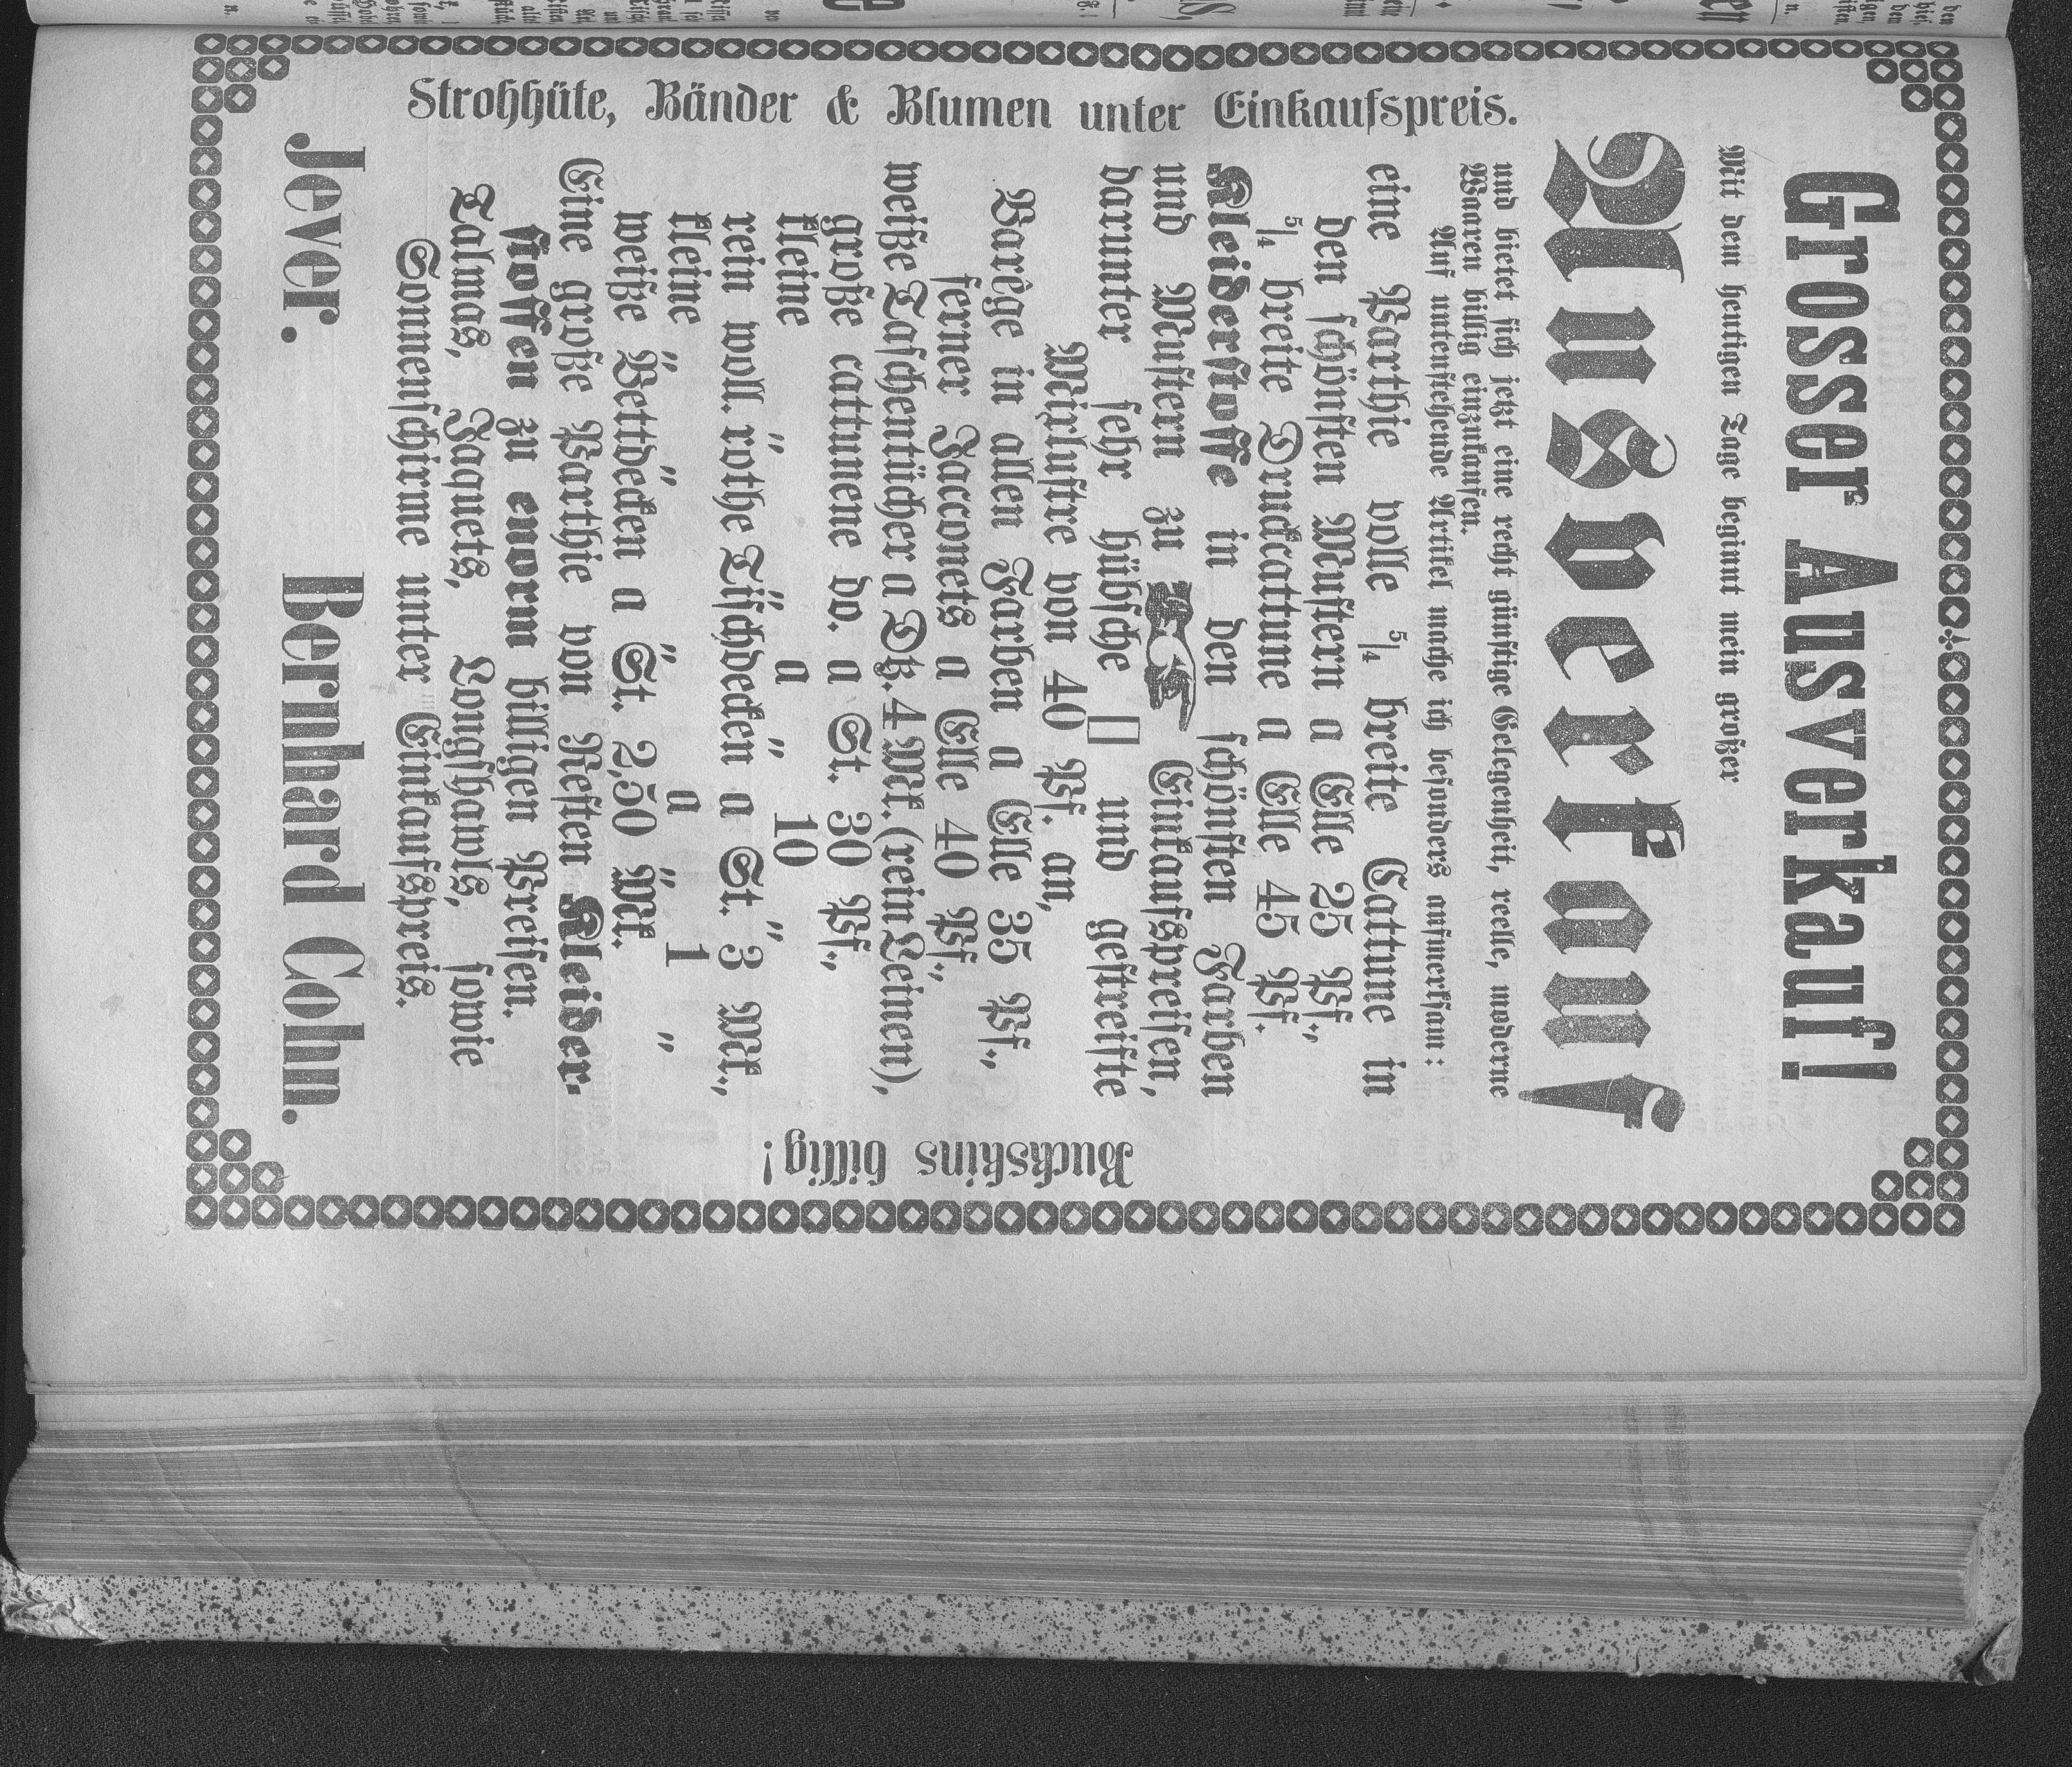 Grosser Ausverkauf!
Mit dem heutigen Tage beginnt mein großer
Ausverkauf
und bietet sich jetzt eine recht günstige Gelegenheit, reelle, moderne
Waaren billig einzukaufen.
Auf untenstehende Artikel mache ich besonders aufmerksam:
eine Parthie volle 5/4 breite Cattune in
den schönsten Mustern a Elle 25 Pf.,
5/4 breite Druckcattune a Elle 45 Pf.
Kleiderstoffe in den schönsten Farben
und Mustern zu ☛ Einkaufspreisen,
darunter sehr hübsche □ und gestreifte
Mixlustre von 40 Pf. an,
Barège in allen Farben a Elle 35 Pf.,
ferner Jacconets a Elle 40 Pf.,
weiße Taschentücher a Dtz. 4 Mk. (rein Leinen),
große cattunene do. a St. 30 Pf.,
kleine " a " 10 "
rein woll. rothe Tischdecken a St. 3 Mk.,
kleine " " " a " 1 "
weiße Bettdecken a St. 2,50 Mk.
Eine große Parthie von Resten Kleider-
stoffen zu enorm billigen Preisen.
Talmas, Jaquets, Longshawls, sowie
Sonnenschirme unter Einkaufspreis.
Jever. Bernhard Cohn.
Strohhüte, Bänder & Blumen unter Einkaufspreis.
Buckskins billig!